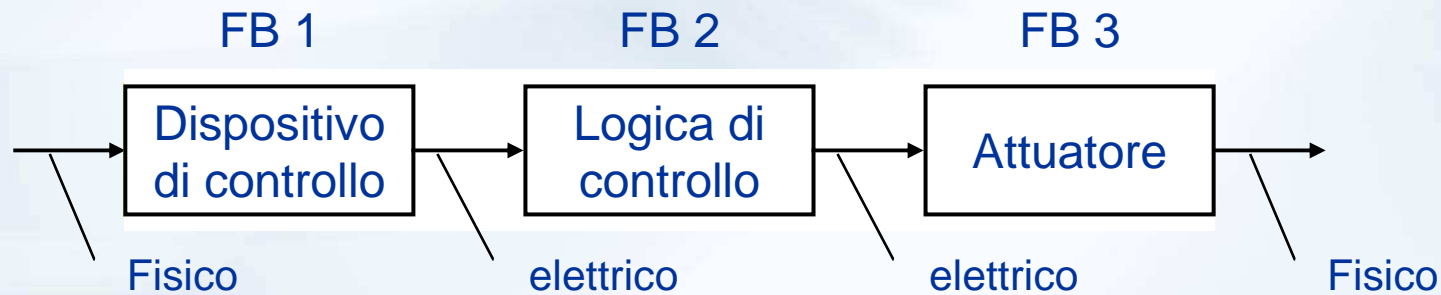 FB 1
FB 2
FB 3
Dispositivo
di controllo
Logica di
controllo
Attuatore
Fisico
elettrico
elettrico
Fisico